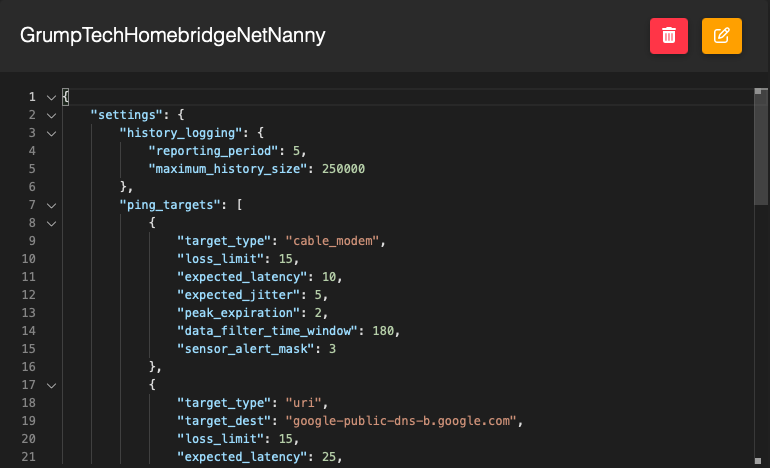 GrumpTechHomebridgeNetNanny
1 {
2 "settings": {
3 "history_logging": {
4 "reporting_period": 5,
5 "maximum_history_size": 250000
6 },
7 "ping_targets": [
8 {
9 "target_type": "cable_modem",
10 "loss_limit": 15,
11 "expected_latency": 10,
12 "expected_jitter": 5,
13 "peak_expiration": 2,
14 "data_filter_time_window": 180,
15 "sensor_alert_mask": 3
16 },
17 {
18 "target_type": "uri",
19 "target_dest": "google-public-dns-b.google.com",
20 "loss_limit": 15,
21 "expected_latency": 25,